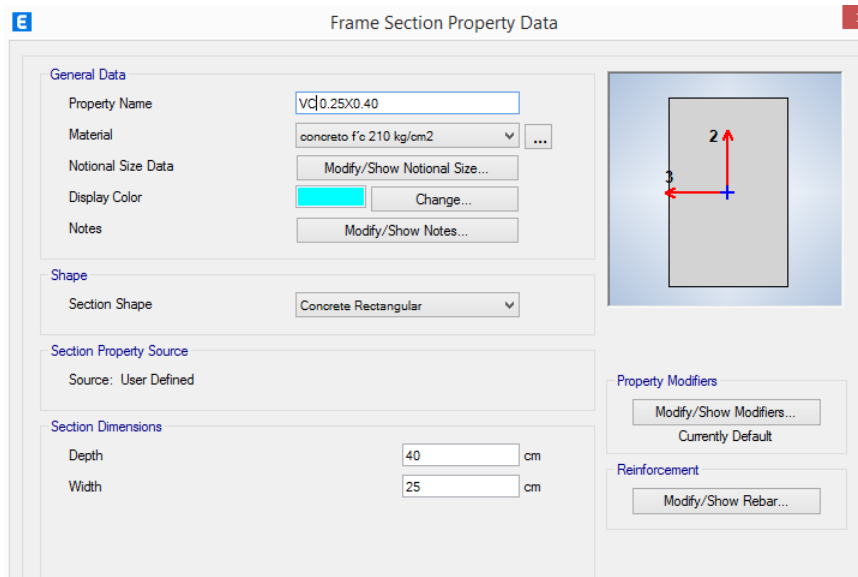 E Frame Section Property Data
General Data
Property Name VC 0.25X0.40
Material concreto f'c 210 kg/cm2 ...
Notional Size Data Modify/Show Notional Size...
Display Color Change...
Notes Modify/Show Notes...
Shape
Section Shape Concrete Rectangular
Section Property Source
Source: User Defined
Section Dimensions
Depth 40 cm
Width 25 cm
2
3
Property Modifiers
Modify/Show Modifiers...
Currently Default
Reinforcement
Modify/Show Rebar...